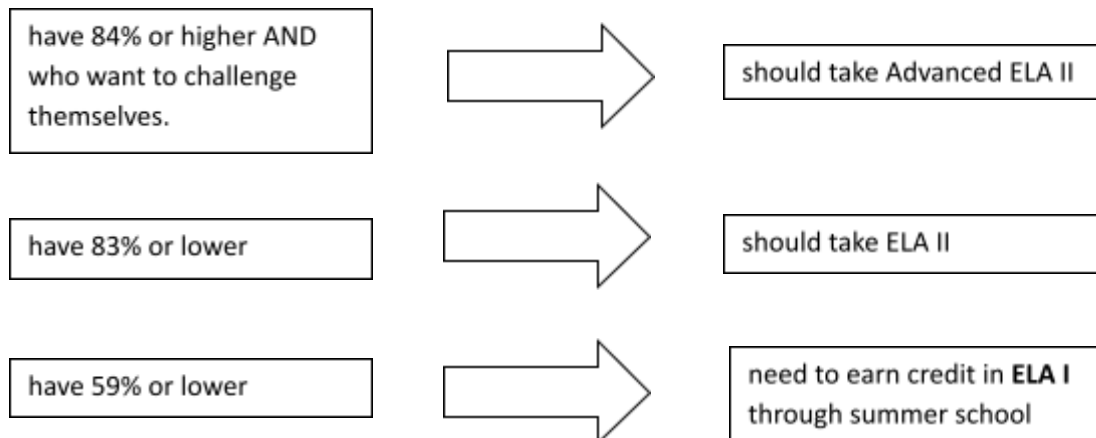 have 84% or higher AND
who want to challenge
themselves.
should take Advanced ELA II
have 83% or lower
should take ELA II
have 59% or lower
need to earn credit in ELA I
through summer school